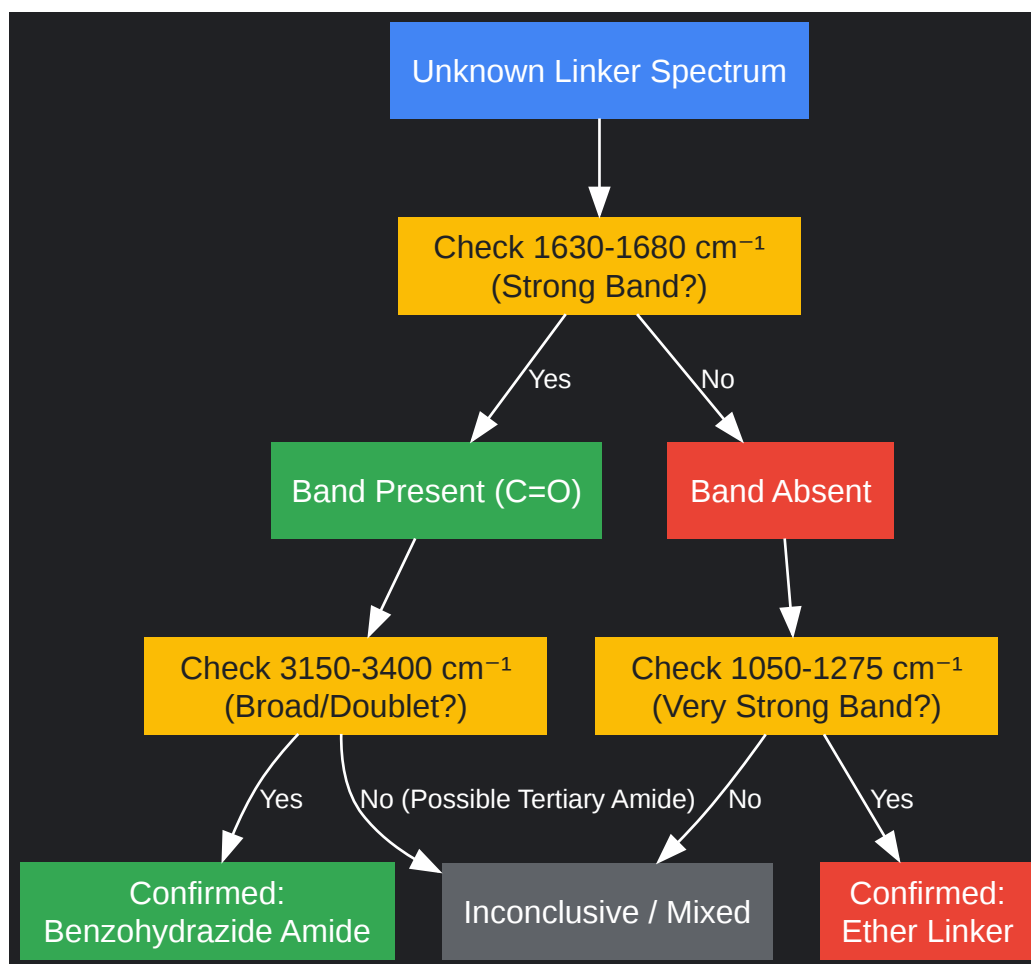 Unknown Linker Spectrum
Check 1630-1680 cm⁻¹
(Strong Band?)
Yes
No
Band Present (C=O)
Band Absent
Check 3150-3400 cm⁻¹
(Broad/Doublet?)
Check 1050-1275 cm⁻¹
(Very Strong Band?)
Yes
No (Possible Tertiary Amide)
No
Yes
Confirmed:
Benzohydrazide Amide
Inconclusive / Mixed
Confirmed:
Ether Linker